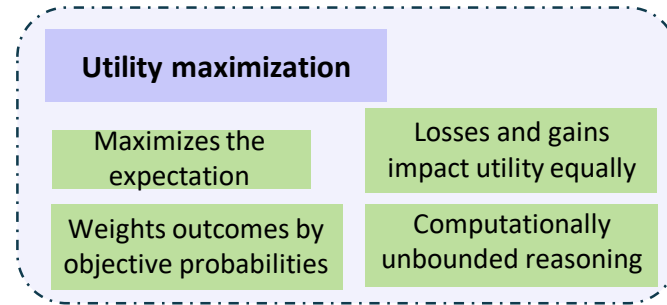 Utility maximization
Maximizes the
expectation
Losses and gains
impact utility equally
Weights outcomes by
objective probabilities
Computationally
unbounded reasoning